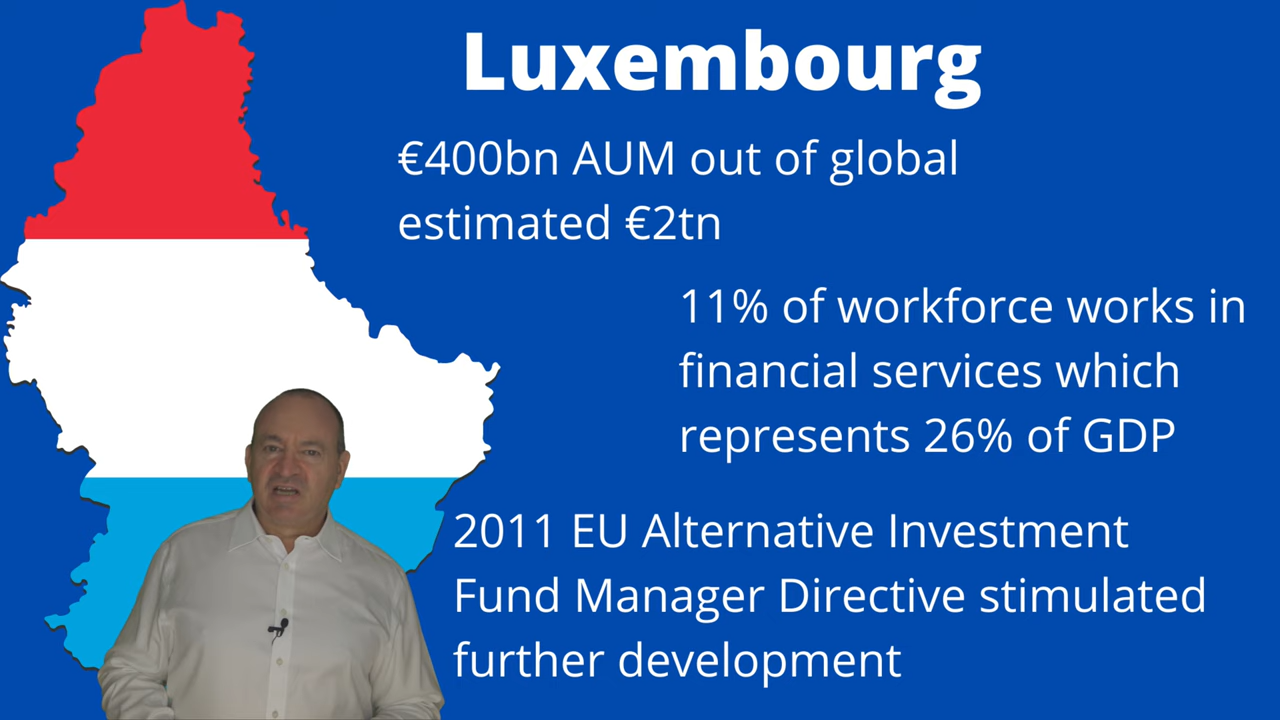 Luxembourg
€400bn AUM out of global
estimated €2tn
11% of workforce works in
financial services which
represents 26% of GDP
2011 EU Alternative Investment
Fund Manager Directive stimulated
further development